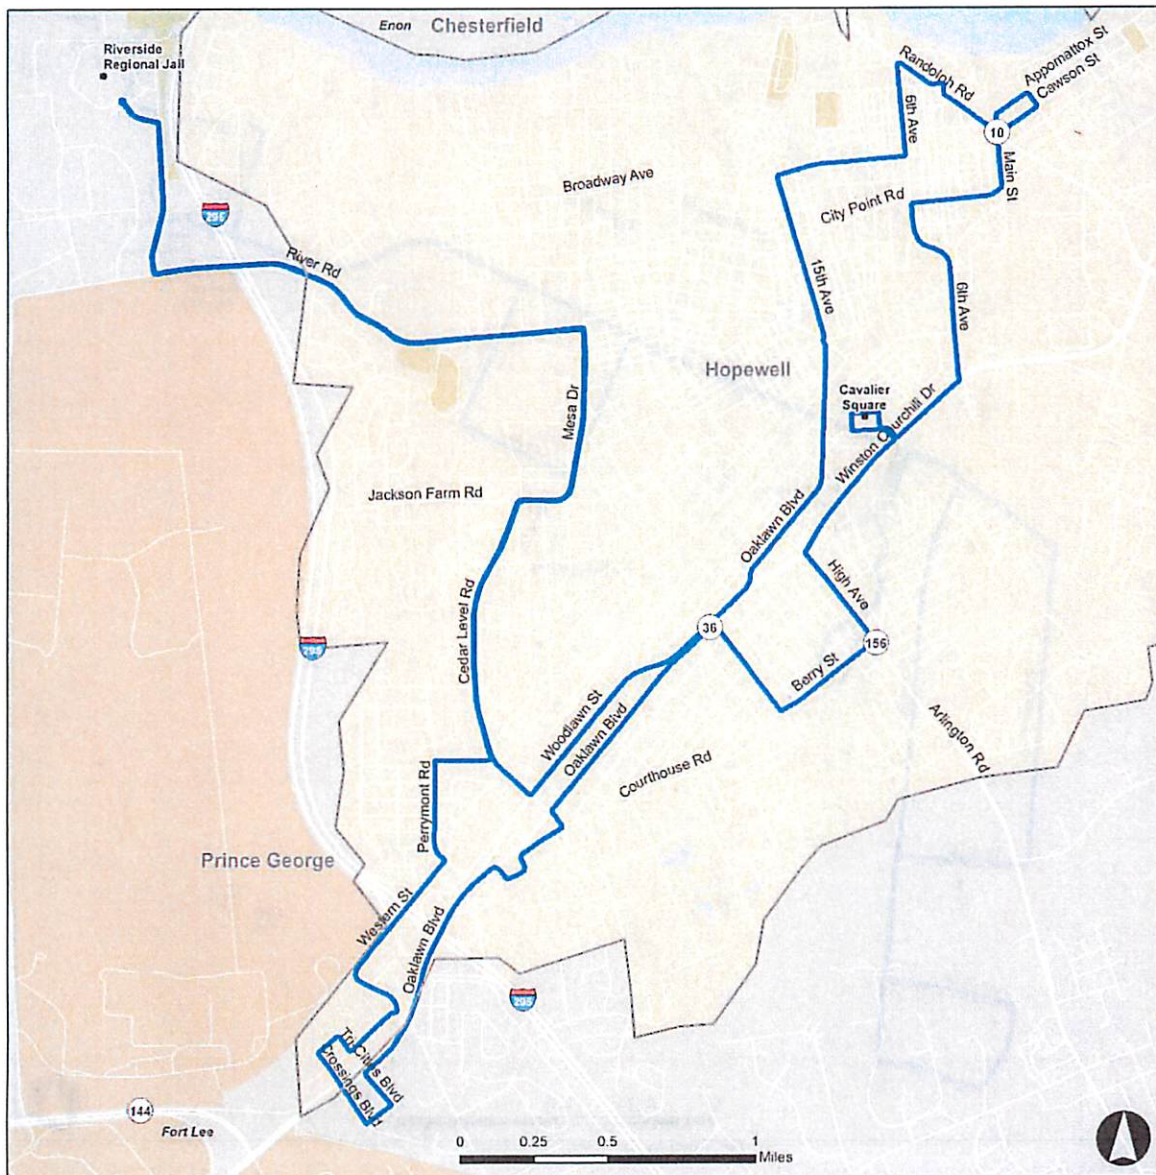 Enon
Chesterfield
Riverside
Regional Jail
Randolph Rd
Appomattox St
Cawson St
6th Ave
10
Main St
Broadway Ave
City Point Rd
295
River Rd
15th Ave
6th Ave
Hopewell
Cavalier
Square
Mesa Dr
Winston Churchill Dr
Jackson Farm Rd
Oaklawn Blvd
High Ave
Cedar Level Rd
36
295
156
Berry St
Woodlawn St
Oaklawn Blvd
Arlington Rd
Courthouse Rd
Perrymont Rd
Prince George
Western St
Oaklawn Blvd
295
Tri Cities Blvd
Crossings Blvd
144
Fort Lee
0 0.25 0.5 1
Miles